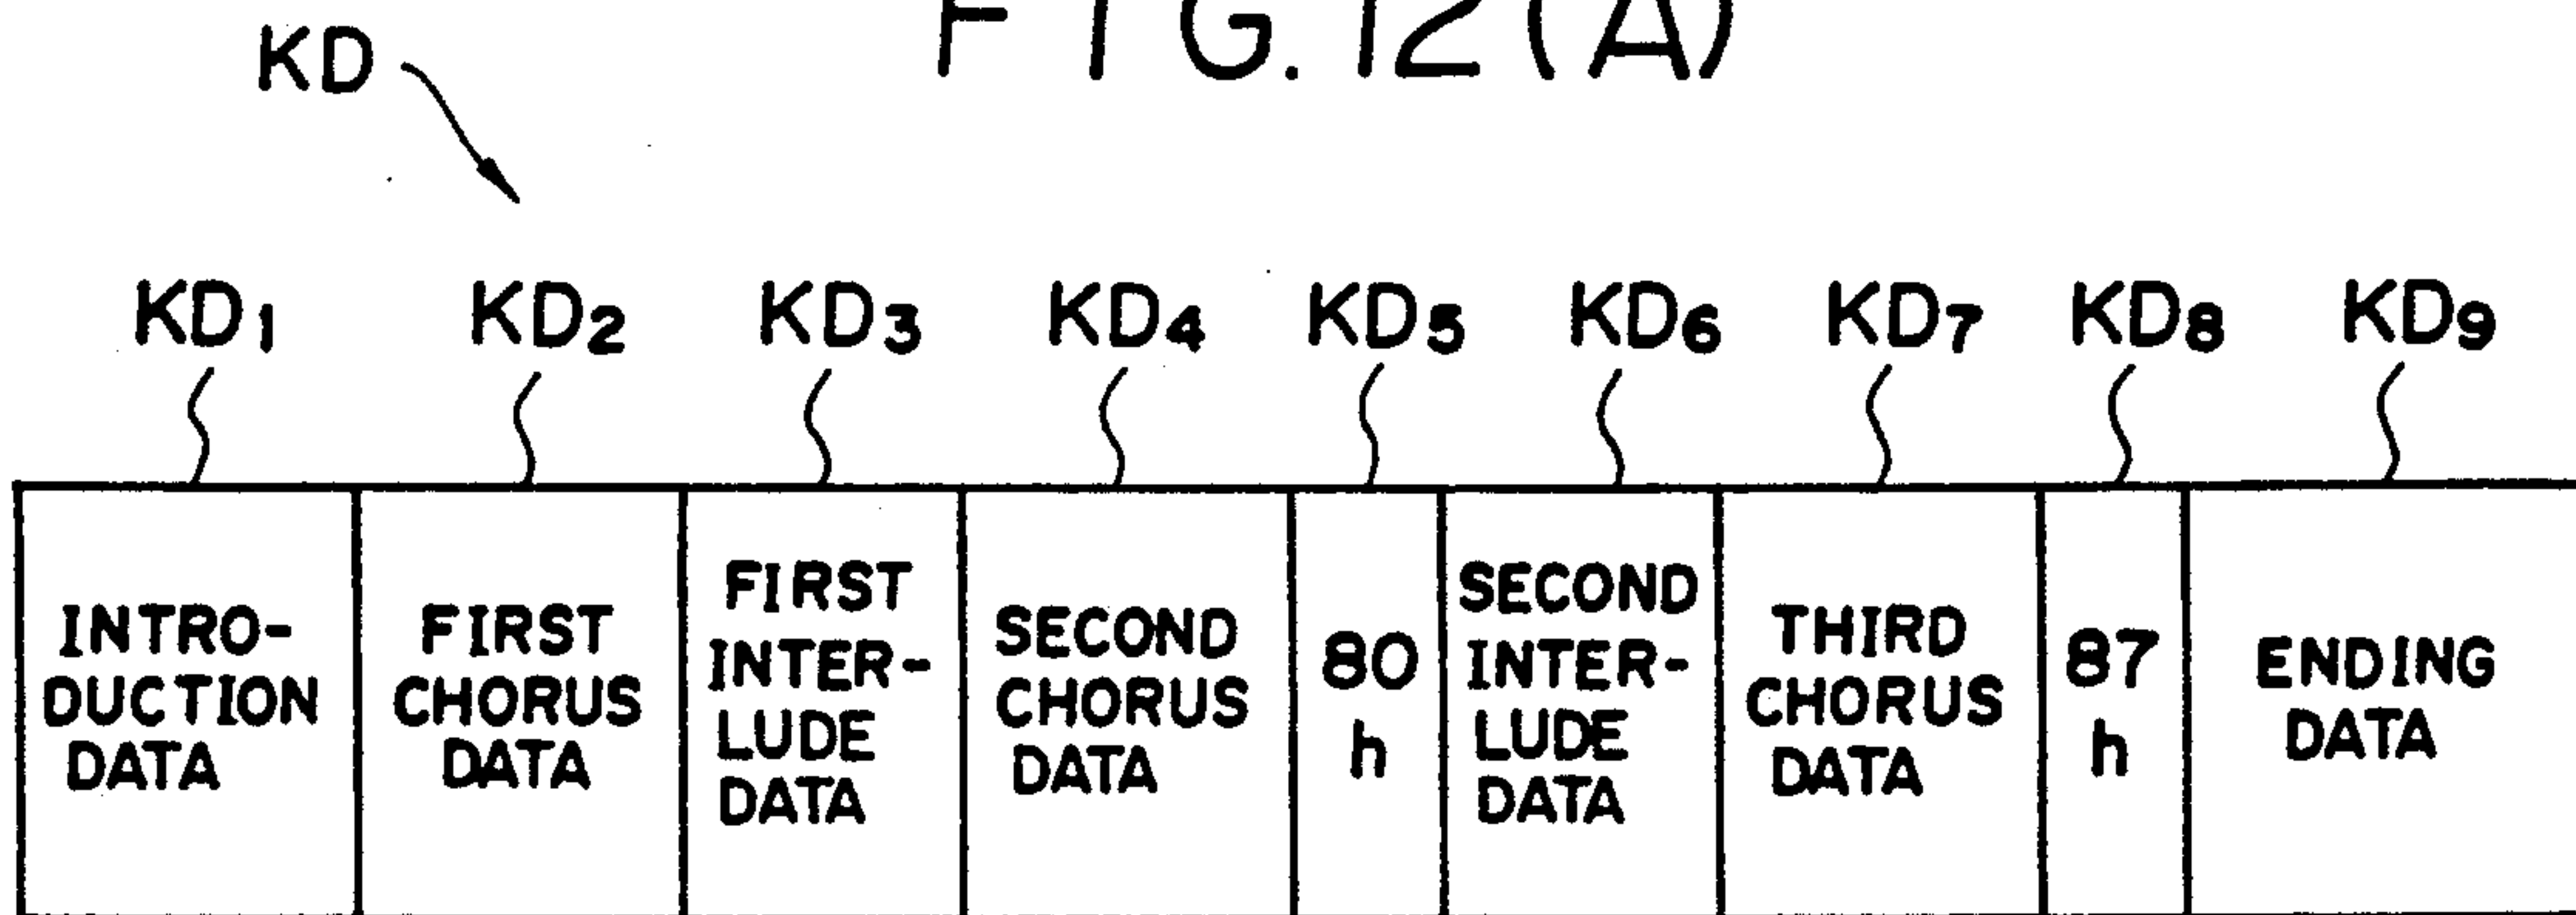 FIG. 12(A)
KD
KD1 KD2 KD3 KD4 KD5 KD6 KD7 KD8 KD9
INTRO-
DUCTION
DATA
FIRST
CHORUS
DATA
FIRST
INTER-
LUDE
DATA
SECOND
CHORUS
DATA
80
h
SECOND
INTER-
LUDE
DATA
THIRD
CHORUS
DATA
87
h
ENDING
DATA